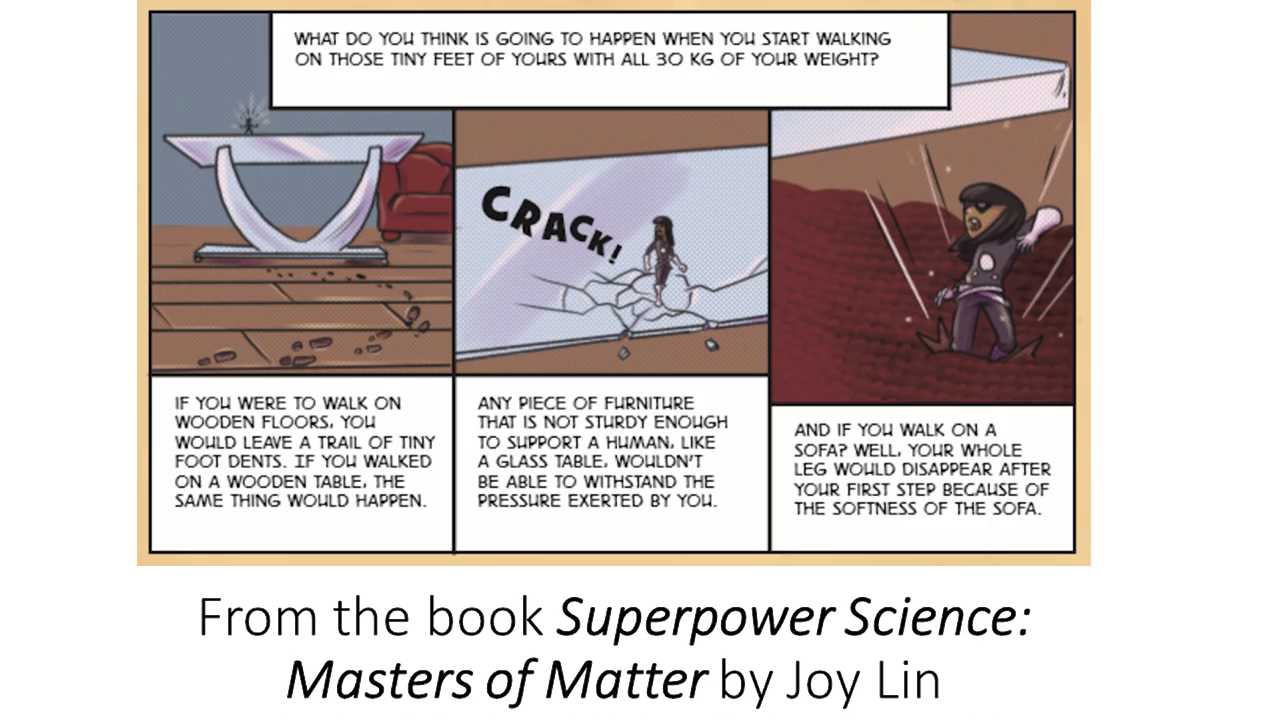 WHAT DO YOU THINK IS GOING TO HAPPEN WHEN YOU START WALKING
ON THOSE TINY FEET OF YOURS WITH ALL 30 KG OF YOUR WEIGHT?
CRACK!
IF YOU WERE TO WALK ON
WOODEN FLOORS, YOU
WOULD LEAVE A TRAIL OF TINY
FOOT DENTS. IF YOU WALKED
ON A WOODEN TABLE, THE
SAME THING WOULD HAPPEN.
ANY PIECE OF FURNITURE
THAT IS NOT STURDY ENOUGH
TO SUPPORT A HUMAN, LIKE
A GLASS TABLE, WOULDN'T
BE ABLE TO WITHSTAND THE
PRESSURE EXERTED BY YOU.
AND IF YOU WALK ON A
SOFA? WELL, YOUR WHOLE
LEG WOULD DISAPPEAR AFTER
YOUR FIRST STEP BECAUSE OF
THE SOFTNESS OF THE SOFA.
From the book Superpower Science:
Masters of Matter by Joy Lin